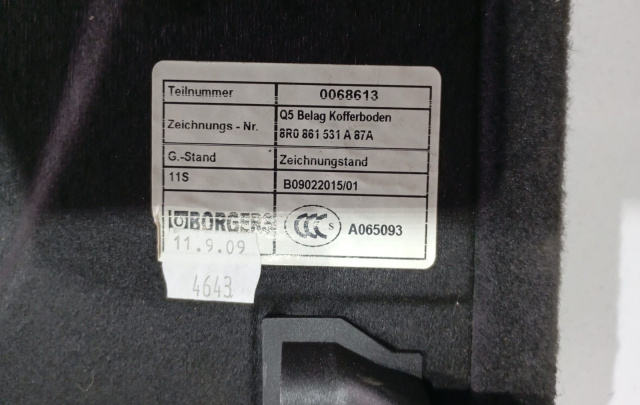 Teilnummer 0068613
Zeichnungs - Nr. Q5 Belag Kofferboden
8R0 861 531 A 87A
G.-Stand Zeichnungstand
11S B09022015/01
BORGERS CCC S A065093
11.9.09
4643